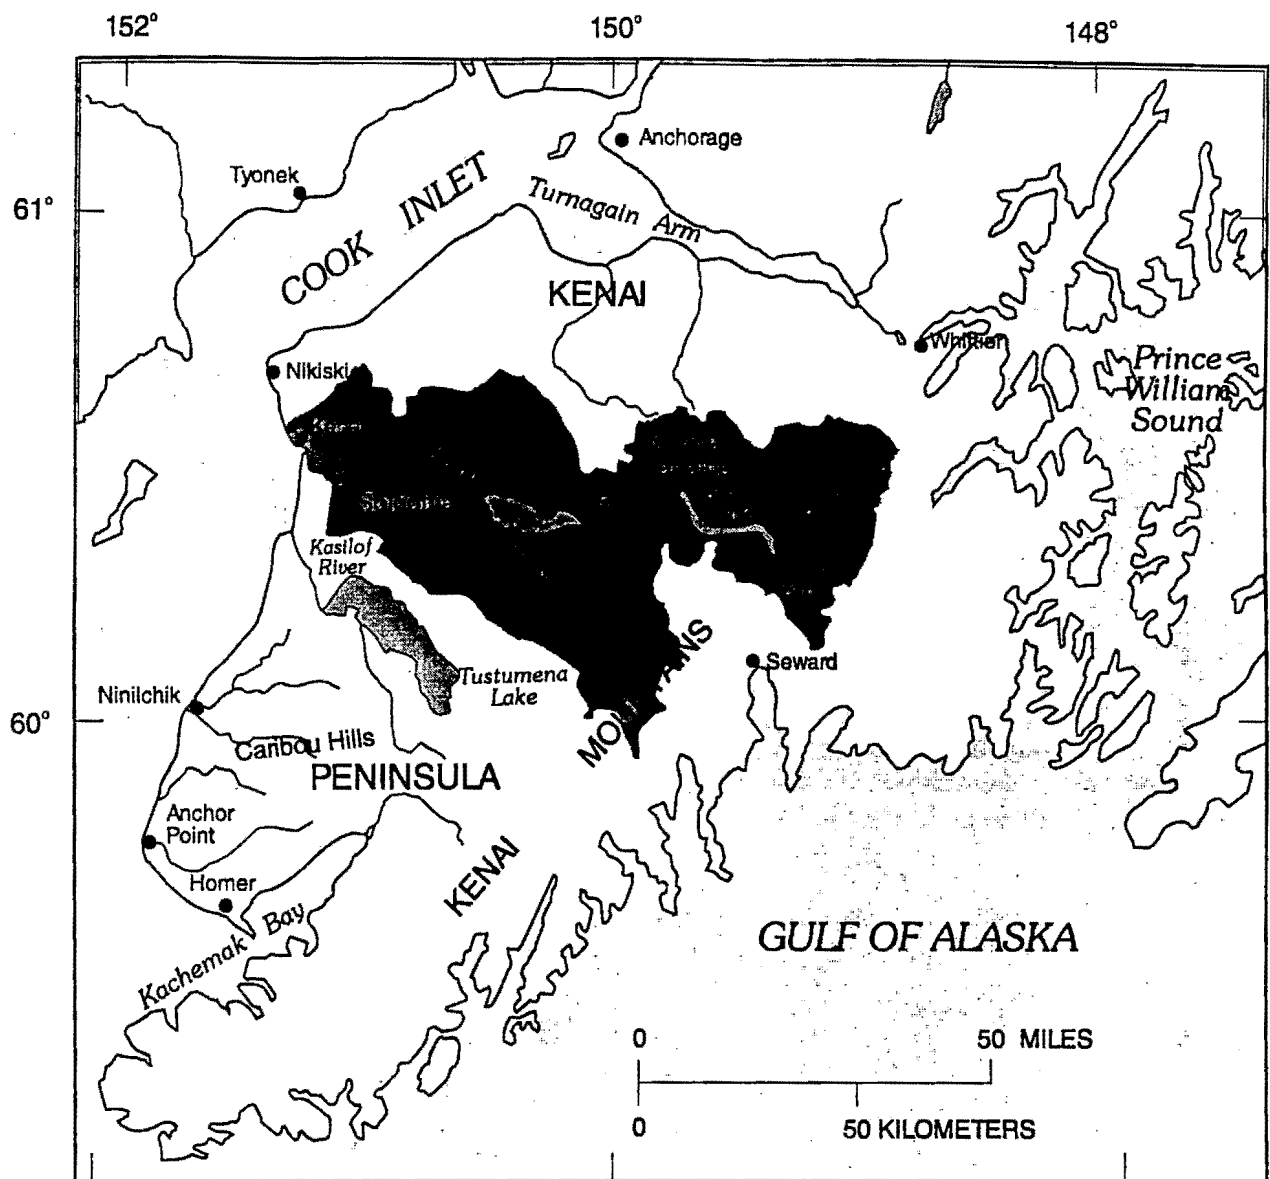 152° 150° 148°
Anchorage
Tyonek
61°
COOK INLET
Turnagain Arm
KENAI
Whittier
Prince
William
Sound
Nikiski
Kenai
Kasilof
River
Tustumena
Lake
MOUNTAINS
Seward
Ninilchik
60°
Caribou Hills
PENINSULA
Anchor
Point
KENAI
Homer
Kachemak Bay
GULF OF ALASKA
0 50 MILES
0 50 KILOMETERS